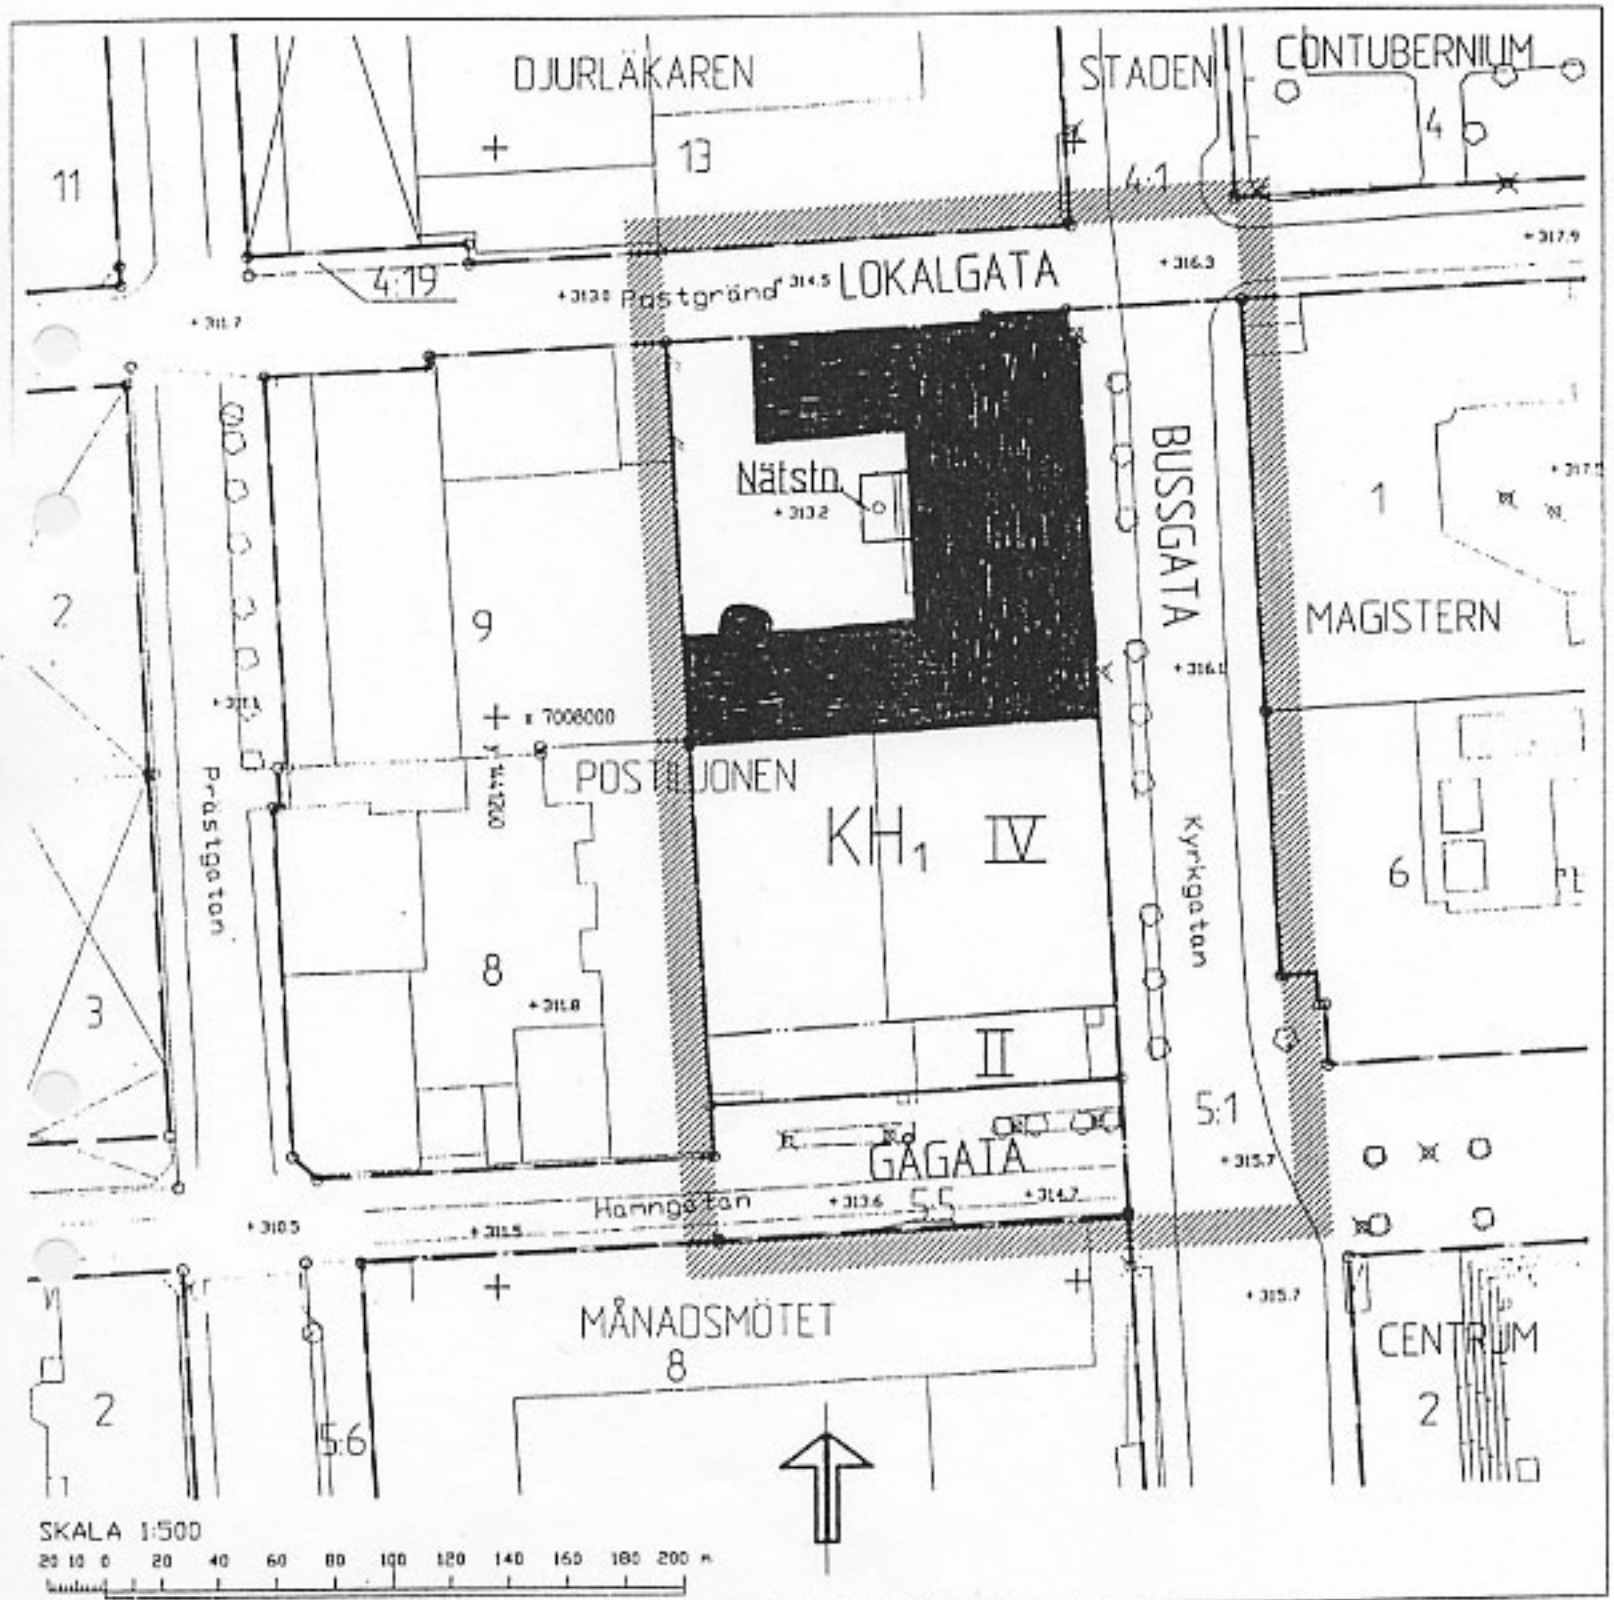 DJURLÄKAREN
STADEN
CONTUBERNIUM
4
13
11
4:1
+317.9
4:19
Postgränd
+314.5
LOKALGATA
+316.3
+311.7
Nätstn.
+313.2
BUSSGATA
1
2
9
MAGISTERN
x 7006000
POSTILJONEN
Prästgatan
KH1
IV
Kyrkgatan
6
8
+311.8
3
II
5:1
GÅGATA
+315.7
Hamngatan
+313.6
5:5
+314.7
+310.5
+311.5
+315.7
MÅNADSMÖTET
8
CENTRUM
2
2
5:6
SKALA 1:500
20 10 0 20 40 60 80 100 120 140 160 180 200 m